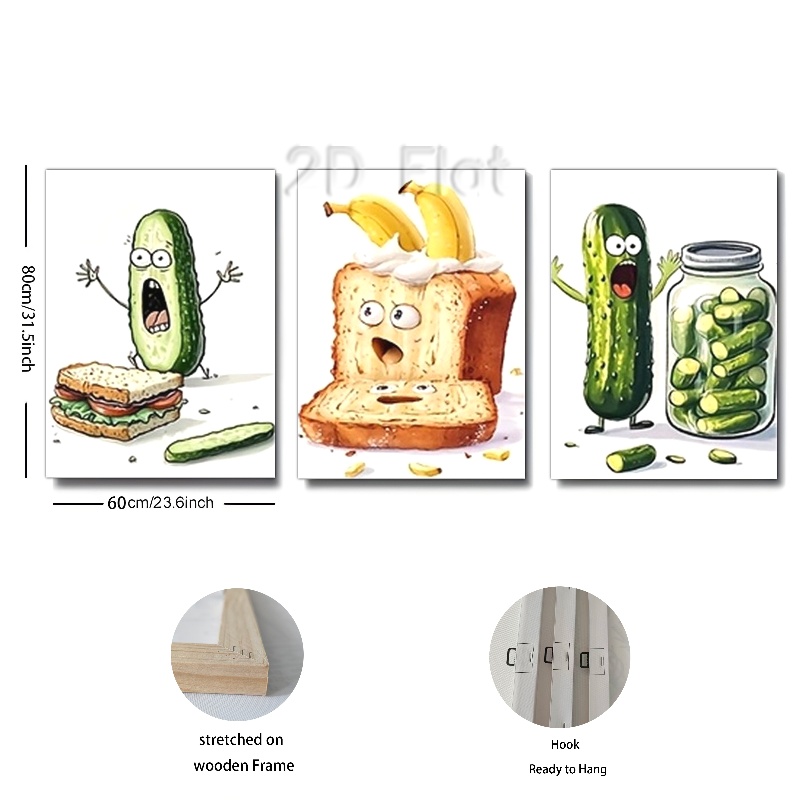 2D Flat
80cm/31.5inch
60cm/23.6inch
stretched on
wooden Frame
Hook
Ready to Hang